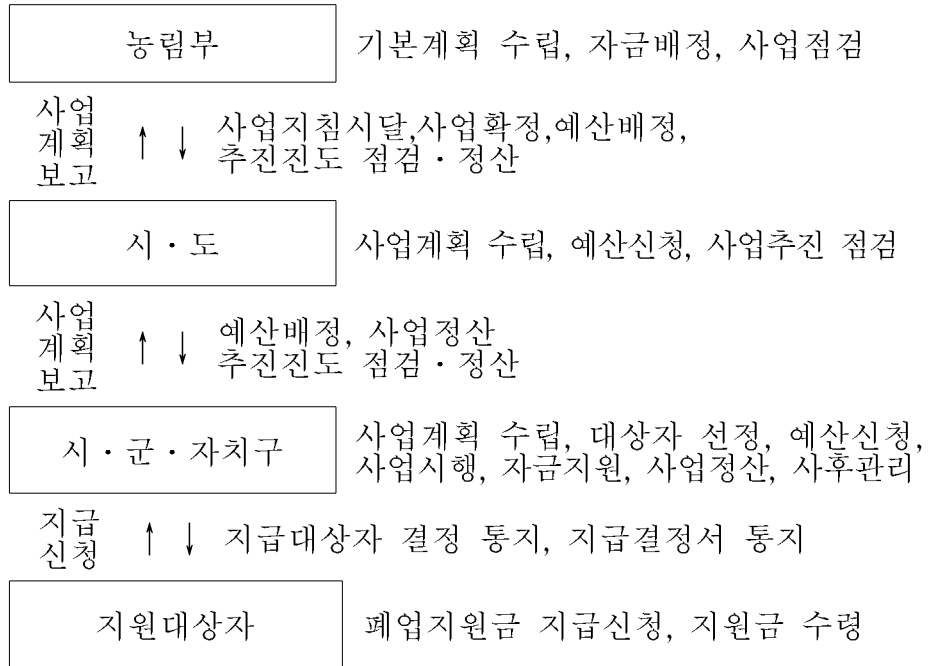 농림부 기본계획 수립, 자금배정, 사업점검
사업
계획
보고
↑ ↓
사업지침시달,사업확정,예산배정,
추진진도 점검·정산
시·도 사업계획 수립, 예산신청, 사업추진 점검
사업
계획
보고
↑ ↓
예산배정, 사업정산
추진진도 점검·정산
시·군·자치구
사업계획 수립, 대상자 선정, 예산신청,
사업시행, 자금지원, 사업정산, 사후관리
지급
신청
↑ ↓
지급대상자 결정 통지, 지급결정서 통지
지원대상자 폐업지원금 지급신청, 지원금 수령